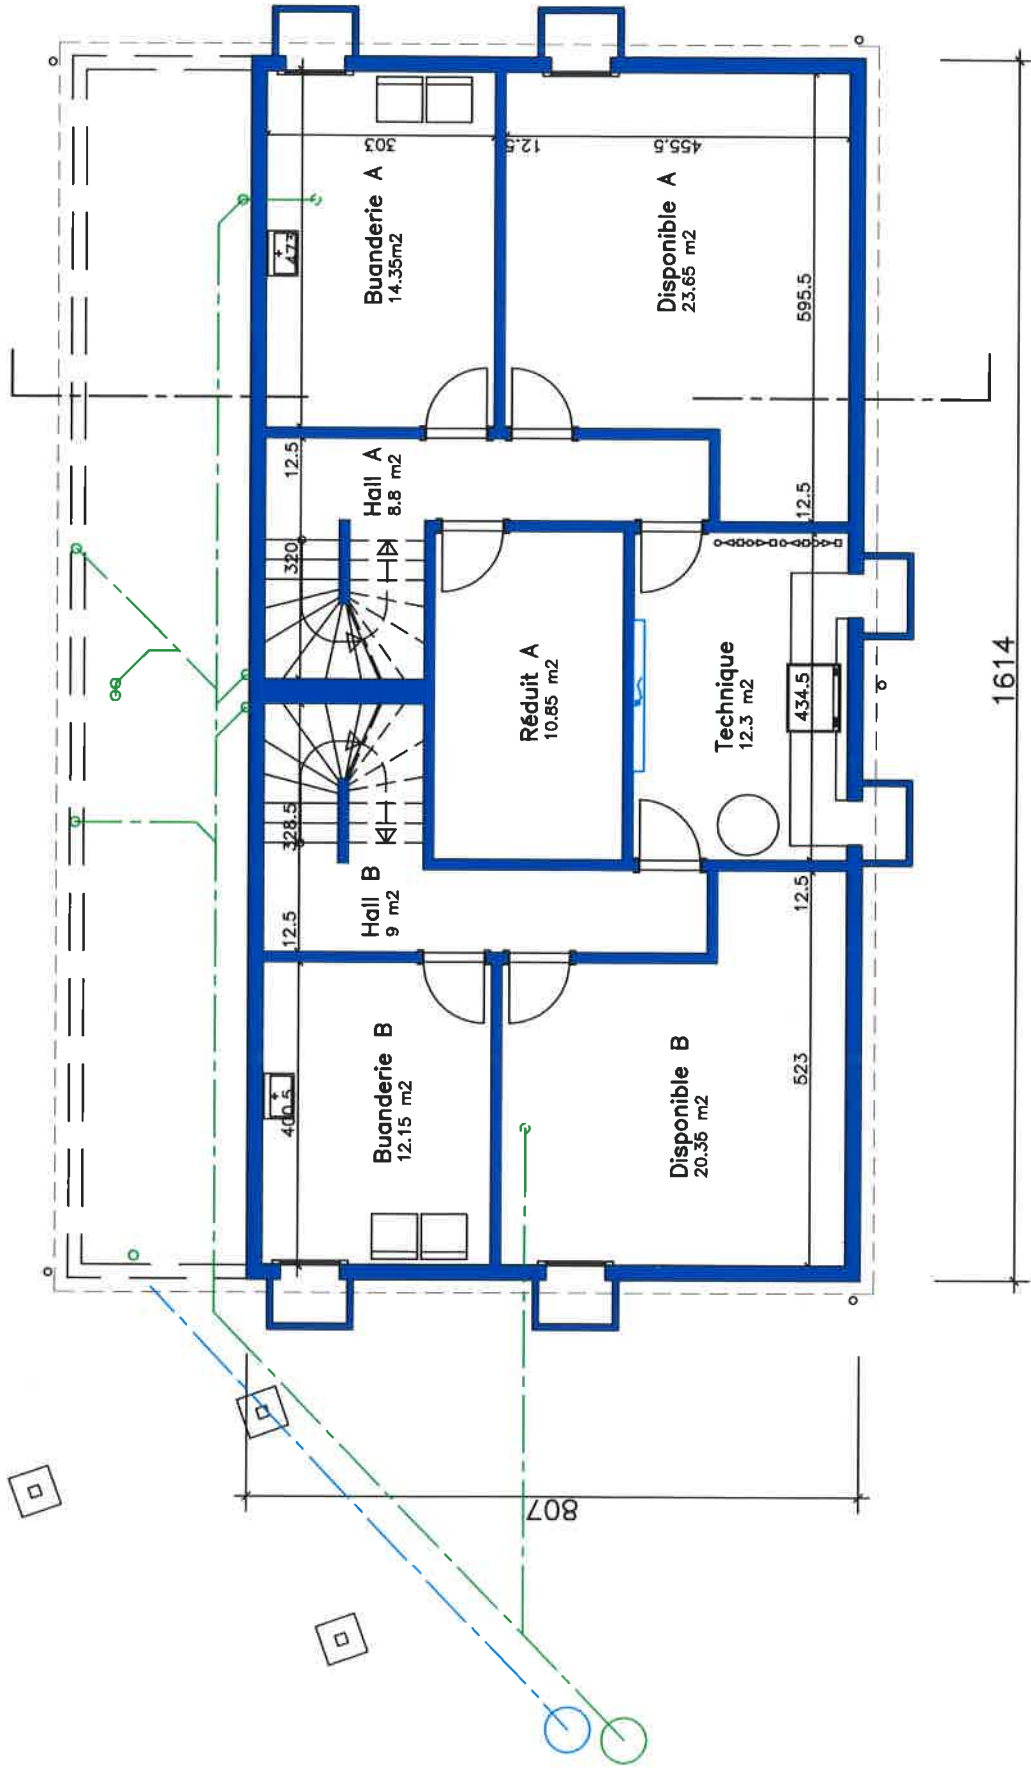 Buanderie A
14.35m2
473
303
12.5
Disponible A
23.65 m2
455.5
595.5
12.5
Hall A
8.8 m2
12.5
320
Réduit A
10.85 m2
Technique
12.3 m2
434.5
12.5
328.5
Hall B
9 m2
12.5
Buanderie B
12.15 m2
400.5
Disponible B
20.35 m2
523
1614
807